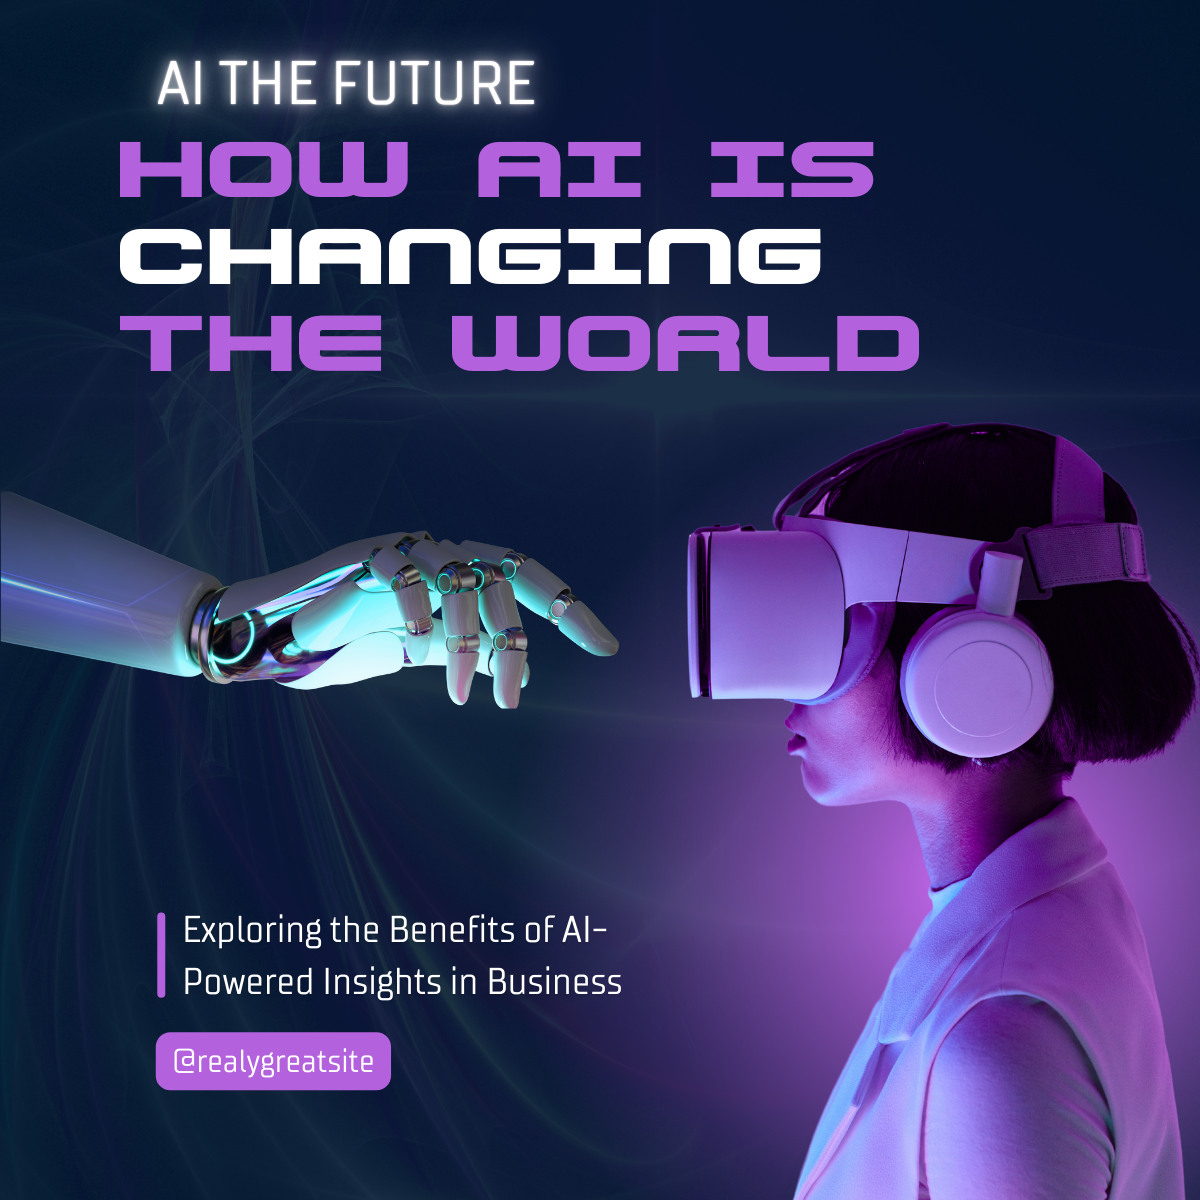 AI THE FUTURE
HOW AI IS
CHANGING
THE WORLD
Exploring the Benefits of AI-
Powered Insights in Business
@realygreatsite